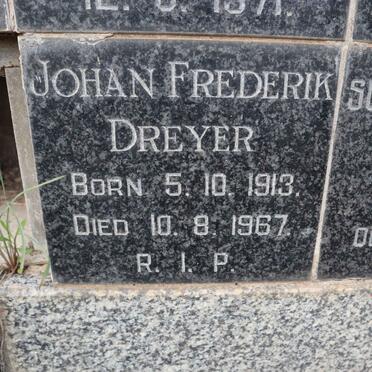 JOHAN FREDERIK
DREYER
BORN 5. 10. 1913.
DIED 10. 8. 1967.
R. I. P.